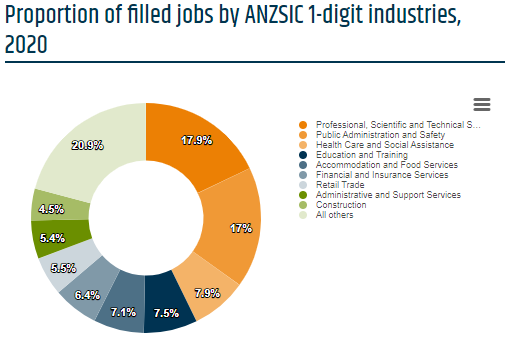 Proportion of filled jobs by ANZSIC 1-digit industries,
2020
17.9%
17%
7.9%
7.5%
7.1%
6.4%
5.5%
5.4%
4.5%
20.9%
Professional, Scientific and Technical S...
Public Administration and Safety
Health Care and Social Assistance
Education and Training
Accommodation and Food Services
Financial and Insurance Services
Retail Trade
Administrative and Support Services
Construction
All others